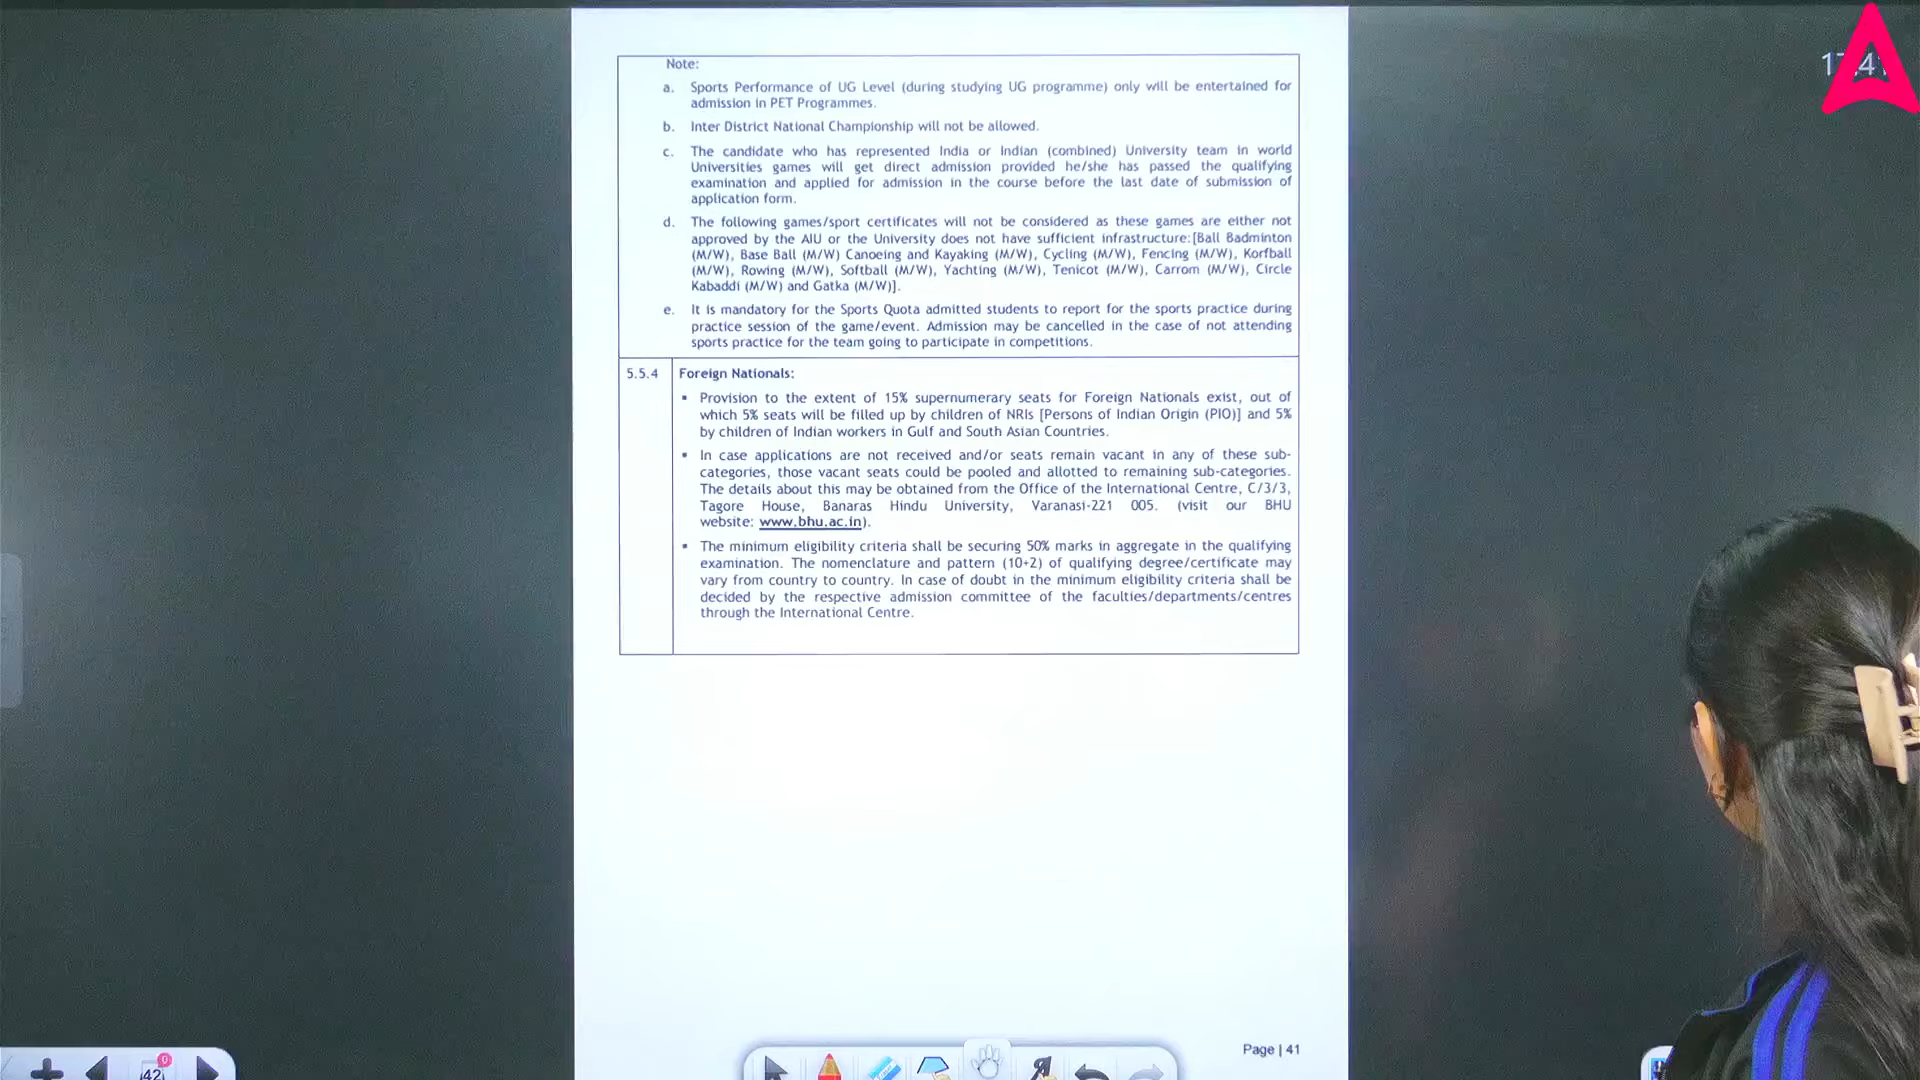 Note:
a. Sports Performance of UG Level (during studying UG programme) only will be entertained for
admission in PET Programmes.
b. Inter District National Championship will not be allowed.
c. The candidate who has represented India or Indian (combined) University team in world
Universities games will get direct admission provided he/she has passed the qualifying
examination and applied for admission in the course before the last date of submission of
application form.
d. The following games/sport certificates will not be considered as these games are either not
approved by the AIU or the University does not have sufficient infrastructure:[Ball Badminton
(M/W), Base Ball (M/W) Canoeing and Kayaking (M/W), Cycling (M/W), Fencing (M/W), Korfball
(M/W), Rowing (M/W), Softball (M/W), Yachting (M/W), Tenicot (M/W), Carrom (M/W), Circle
Kabaddi (M/W) and Gatka (M/W)].
e. It is mandatory for the Sports Quota admitted students to report for the sports practice during
practice session of the game/event. Admission may be cancelled in the case of not attending
sports practice for the team going to participate in competitions.
5.5.4 Foreign Nationals:
▪ Provision to the extent of 15% supernumerary seats for Foreign Nationals exist, out of
which 5% seats will be filled up by children of NRIs [Persons of Indian Origin (PIO)] and 5%
by children of Indian workers in Gulf and South Asian Countries.
▪ In case applications are not received and/or seats remain vacant in any of these sub-
categories, those vacant seats could be pooled and allotted to remaining sub-categories.
The details about this may be obtained from the Office of the International Centre, C/3/3,
Tagore House, Banaras Hindu University, Varanasi-221 005. (visit our BHU
website: www.bhu.ac.in).
▪ The minimum eligibility criteria shall be securing 50% marks in aggregate in the qualifying
examination. The nomenclature and pattern (10+2) of qualifying degree/certificate may
vary from country to country. In case of doubt in the minimum eligibility criteria shall be
decided by the respective admission committee of the faculties/departments/centres
through the International Centre.
Page | 41
0
42